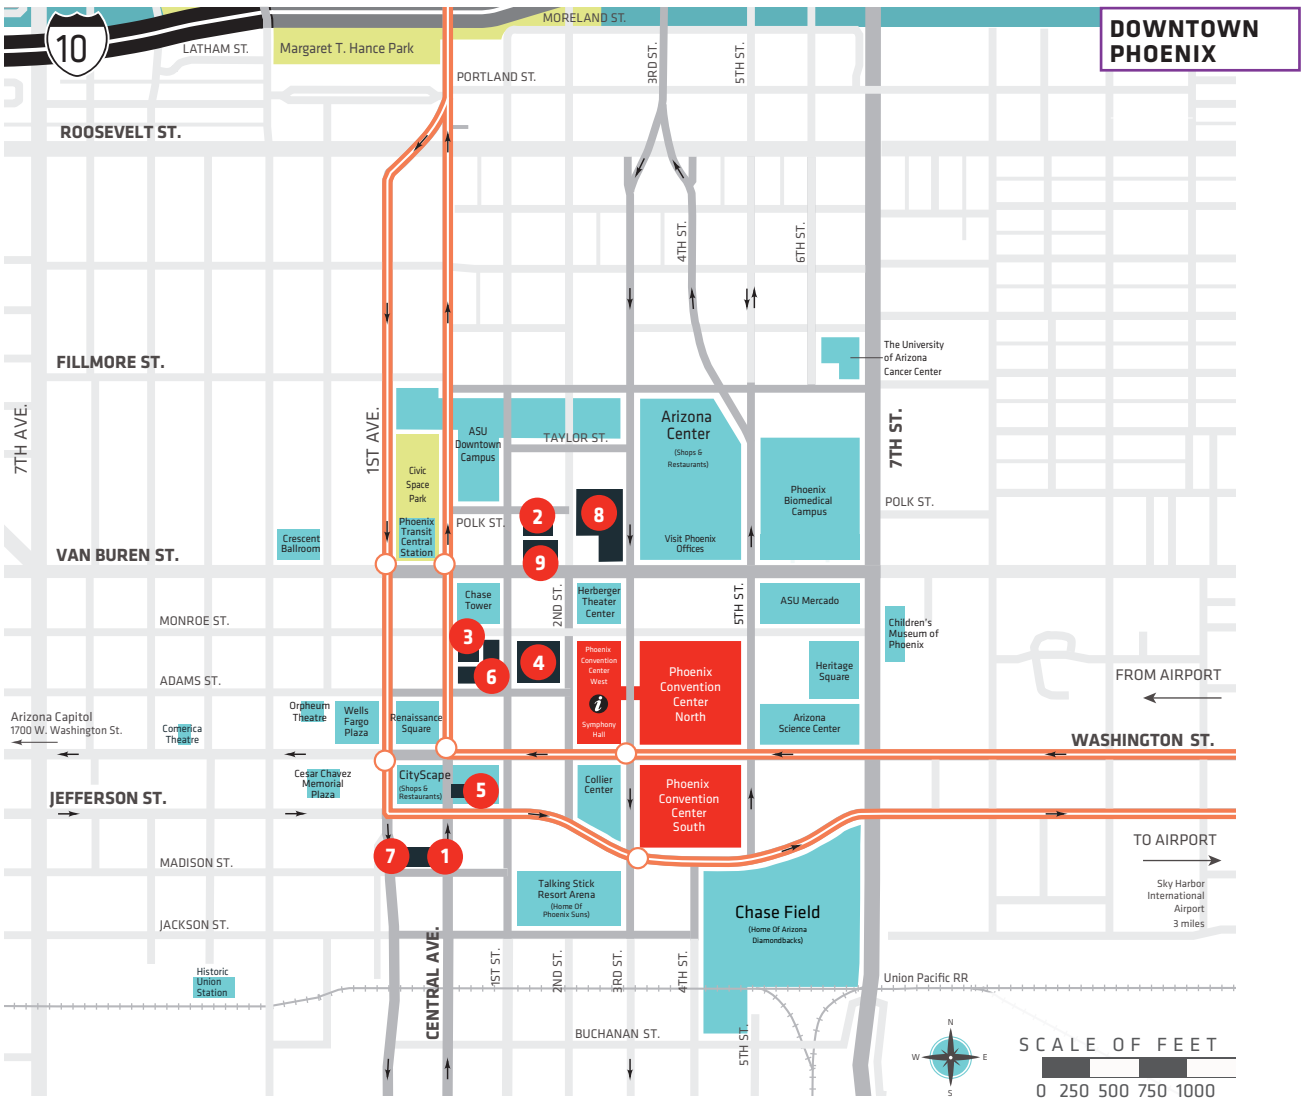 MORELAND ST.
DOWNTOWN
PHOENIX
10
LATHAM ST.
Margaret T. Hance Park
PORTLAND ST.
3RD ST.
5TH ST.
ROOSEVELT ST.
4TH ST.
6TH ST.
FILLMORE ST.
The University
of Arizona
Cancer Center
7TH AVE.
1ST AVE.
ASU
Downtown
Campus
TAYLOR ST.
Arizona
Center
(Shops &
Restaurants)
7TH ST.
Civic
Space
Park
Phoenix
Biomedical
Campus
POLK ST.
POLK ST.
2
8
Phoenix
Transit
Central
Station
Crescent
Ballroom
Visit Phoenix
Offices
VAN BUREN ST.
9
Chase
Tower
2ND ST.
Herberger
Theater
Center
5TH ST.
ASU Mercado
MONROE ST.
Children's
Museum of
Phoenix
3
4
6
Phoenix
Convention
Center
West
i
Symphony
Hall
Phoenix
Convention
Center
North
Heritage
Square
FROM AIRPORT
ADAMS ST.
Arizona Capitol
1700 W. Washington St.
Orpheum
Theatre
Wells
Fargo
Plaza
Renaissance
Square
Comerica
Theatre
Arizona
Science Center
WASHINGTON ST.
Cesar Chavez
Memorial
Plaza
CityScape
(Shops &
Restaurants)
5
Collier
Center
Phoenix
Convention
Center
South
JEFFERSON ST.
7
1
MADISON ST.
TO AIRPORT
Talking Stick
Resort Arena
(Home Of
Phoenix Suns)
Sky Harbor
International
Airport
3 miles
Chase Field
(Home Of Arizona
Diamondbacks)
JACKSON ST.
CENTRAL AVE.
1ST ST.
2ND ST.
3RD ST.
4TH ST.
Historic
Union
Station
Union Pacific RR
BUCHANAN ST.
5TH ST.
N
W
E
S
SCALE OF FEET
0 250 500 750 1000